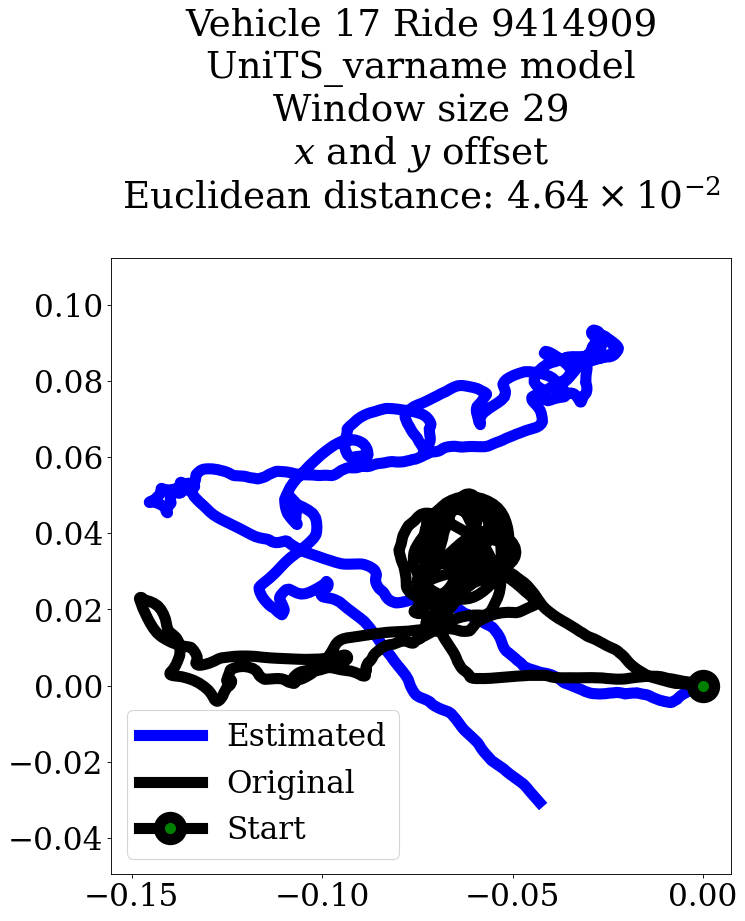 Vehicle 17 Ride 9414909
UniTS_varname model
Window size 29
x and y offset
Euclidean distance: 4.64 × 10⁻²
0.10
0.08
0.06
0.04
0.02
0.00
−0.02
−0.04
Estimated
Original
Start
−0.15 −0.10 −0.05 0.00